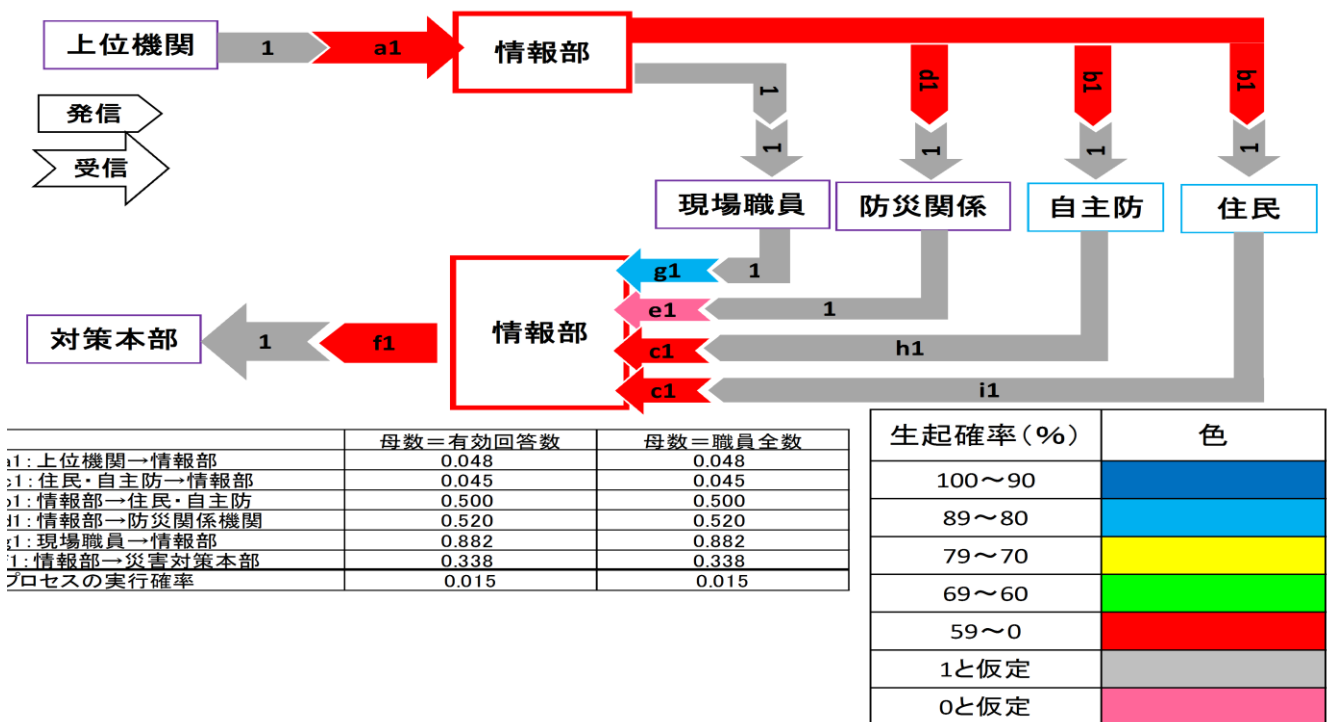 上位機関
1
a1
情報部
d1
b1
b1
1
発信
受信
1
1
1
1
現場職員
防災関係
自主防
住民
g1
1
e1
1
情報部
対策本部
1
f1
c1
h1
c1
i1
母数=有効回答数 母数=職員全数
a1:上位機関→情報部 0.048 0.048
c1:住民・自主防→情報部 0.045 0.045
b1:情報部→住民・自主防 0.500 0.500
d1:情報部→防災関係機関 0.520 0.520
g1:現場職員→情報部 0.882 0.882
f1:情報部→災害対策本部 0.338 0.338
プロセスの実行確率 0.015 0.015
生起確率(%) 色
100~90
89~80
79~70
69~60
59~0
1と仮定
0と仮定